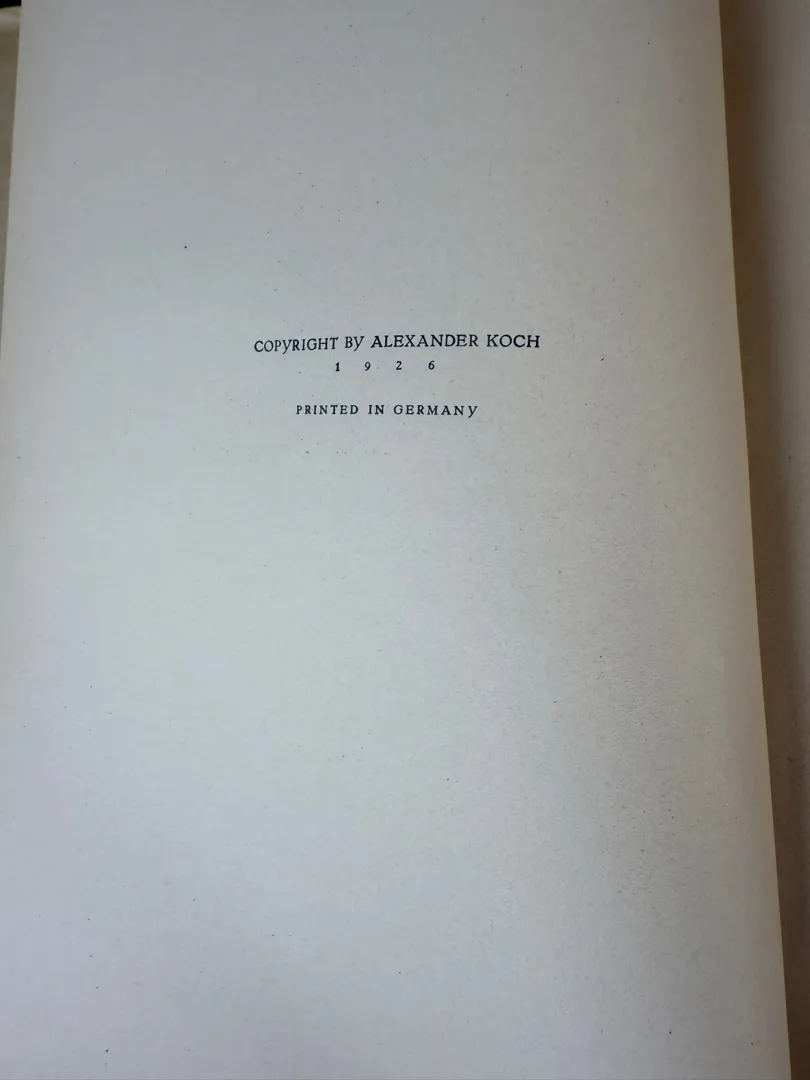 COPYRIGHT BY ALEXANDER KOCH
1 9 2 6
PRINTED IN GERMANY